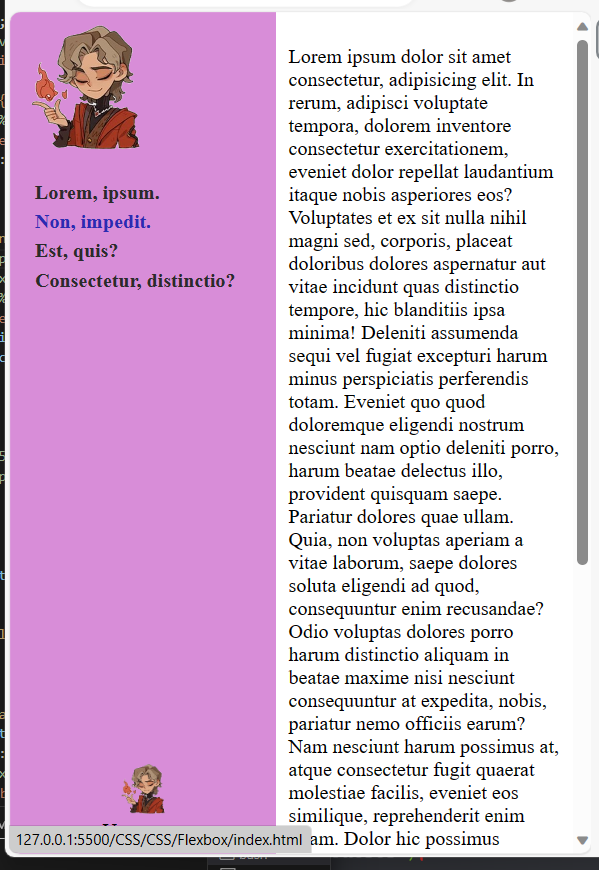 Lorem, ipsum.
Non, impedit.
Est, quis?
Consectetur, distinctio?
Lorem ipsum dolor sit amet
consectetur, adipisicing elit. In
rerum, adipisci voluptate
tempora, dolorem inventore
consectetur exercitationem,
eveniet dolor repellat laudantium
itaque nobis asperiores eos?
Voluptates et ex sit nulla nihil
magni sed, corporis, placeat
doloribus dolores aspernatur aut
vitae incidunt quas distinctio
tempore, hic blanditiis ipsa
minima! Deleniti assumenda
sequi vel fugiat excepturi harum
minus perspiciatis perferendis
totam. Eveniet quo quod
doloremque eligendi nostrum
nesciunt nam optio deleniti porro,
harum beatae delectus illo,
provident quisquam saepe.
Pariatur dolores quae ullam.
Quia, non voluptas aperiam a
vitae laborum, saepe dolores
soluta eligendi ad quod,
consequuntur enim recusandae?
Odio voluptas dolores porro
harum distinctio aliquam in
beatae maxime nisi nesciunt
consequuntur at expedita, nobis,
pariatur nemo officiis earum?
Nam nesciunt harum possimus at,
atque consectetur fugit quaerat
molestiae facilis, eveniet eos
similique, reprehenderit enim
Dolor hic possimus
127.0.0.1:5500/CSS/CSS/Flexbox/index.html